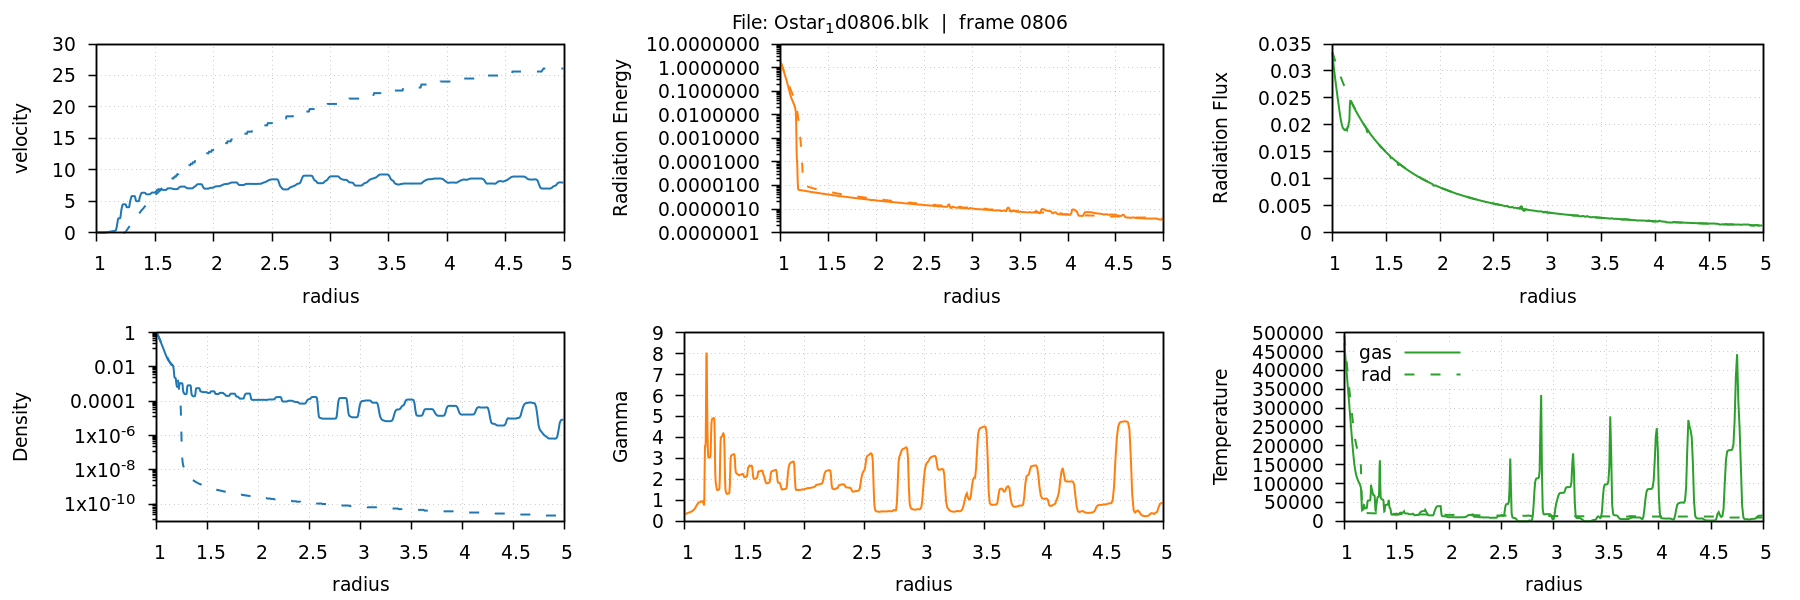 File: Ostar1d0806.blk | frame 0806
velocity
30
25
20
15
10
5
0
1 1.5 2 2.5 3 3.5 4 4.5 5
radius
Radiation Energy
10.0000000
1.0000000
0.1000000
0.0100000
0.0010000
0.0001000
0.0000100
0.0000010
0.0000001
1 1.5 2 2.5 3 3.5 4 4.5 5
radius
Radiation Flux
0.035
0.03
0.025
0.02
0.015
0.01
0.005
0
1 1.5 2 2.5 3 3.5 4 4.5 5
radius
Density
1
0.01
0.0001
1x10-6
1x10-8
1x10-10
1 1.5 2 2.5 3 3.5 4 4.5 5
radius
Gamma
9
8
7
6
5
4
3
2
1
0
1 1.5 2 2.5 3 3.5 4 4.5 5
radius
Temperature
500000
450000
400000
350000
300000
250000
200000
150000
100000
50000
0
gas
rad
1 1.5 2 2.5 3 3.5 4 4.5 5
radius